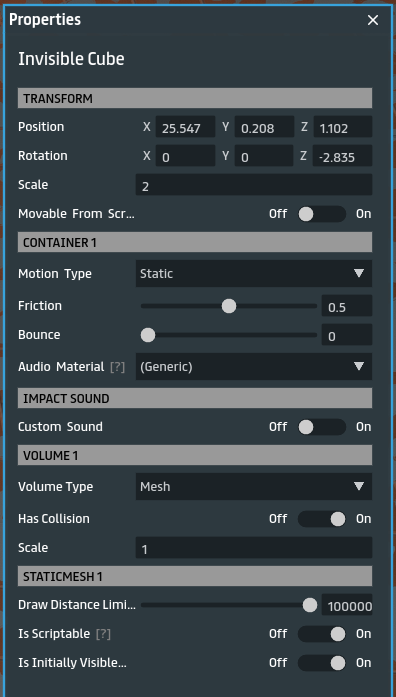 Properties
Invisible Cube
TRANSFORM
Position X 25.547 Y 0.208 Z 1.102
Rotation X 0 Y 0 Z -2.835
Scale 2
Movable From Scr... Off On
CONTAINER 1
Motion Type Static
Friction 0.5
Bounce 0
Audio Material [?] (Generic)
IMPACT SOUND
Custom Sound Off On
VOLUME 1
Volume Type Mesh
Has Collision Off On
Scale 1
STATICMESH 1
Draw Distance Limi... 100000
Is Scriptable [?] Off On
Is Initially Visible... Off On